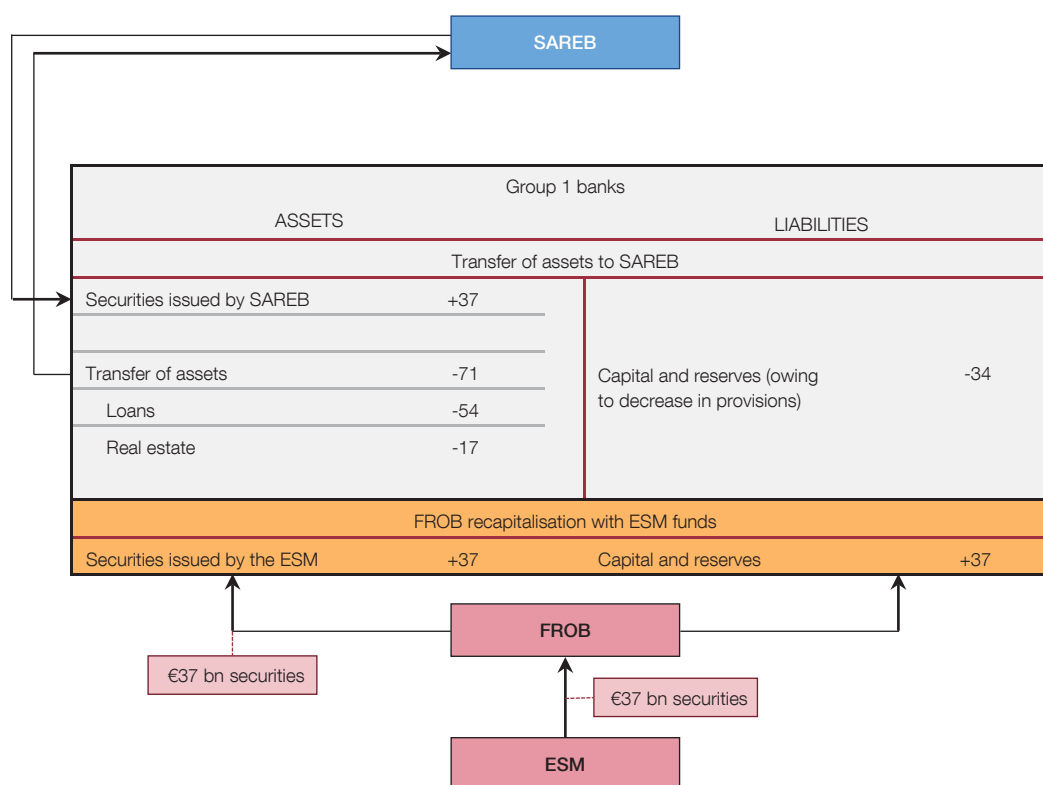 SAREB
Group 1 banks
ASSETS LIABILITIES
Transfer of assets to SAREB
Securities issued by SAREB +37
Transfer of assets -71
Loans -54
Real estate -17
Capital and reserves (owing -34
to decrease in provisions)
FROB recapitalisation with ESM funds
Securities issued by the ESM +37 Capital and reserves +37
FROB
€37 bn securities
€37 bn securities
ESM